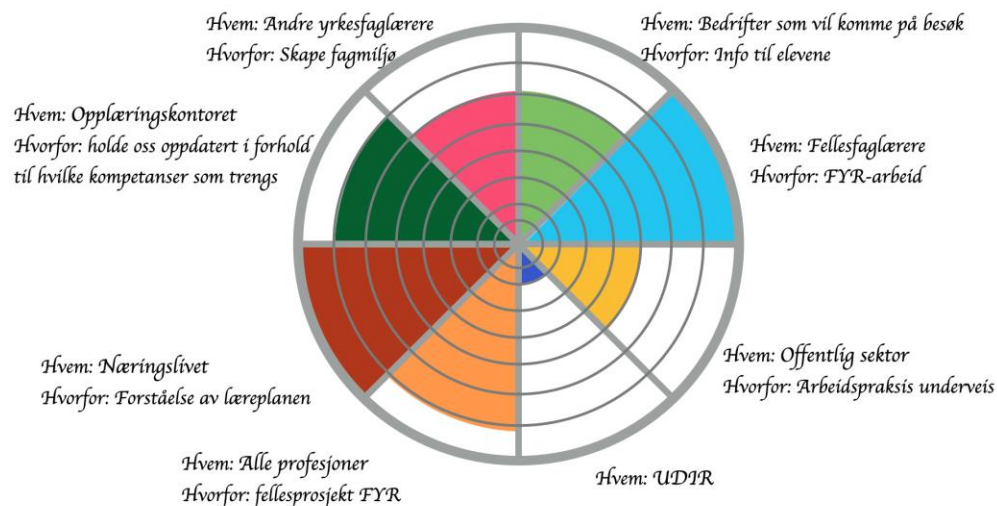 Hvem: Andre yrkesfaglærere
Hvorfor: Skape fagmiljø
Hvem: Bedrifter som vil komme på besøk
Hvorfor: Info til elevene
Hvem: Opplæringskontoret
Hvorfor: holde oss oppdatert i forhold
til hvilke kompetanser som trengs
Hvem: Fellesfaglærere
Hvorfor: FYR-arbeid
Hvem: Næringslivet
Hvorfor: Forståelse av læreplanen
Hvem: Offentlig sektor
Hvorfor: Arbeidspraksis underveis
Hvem: Alle profesjoner
Hvorfor: fellesprosjekt FYR
Hvem: UDIR